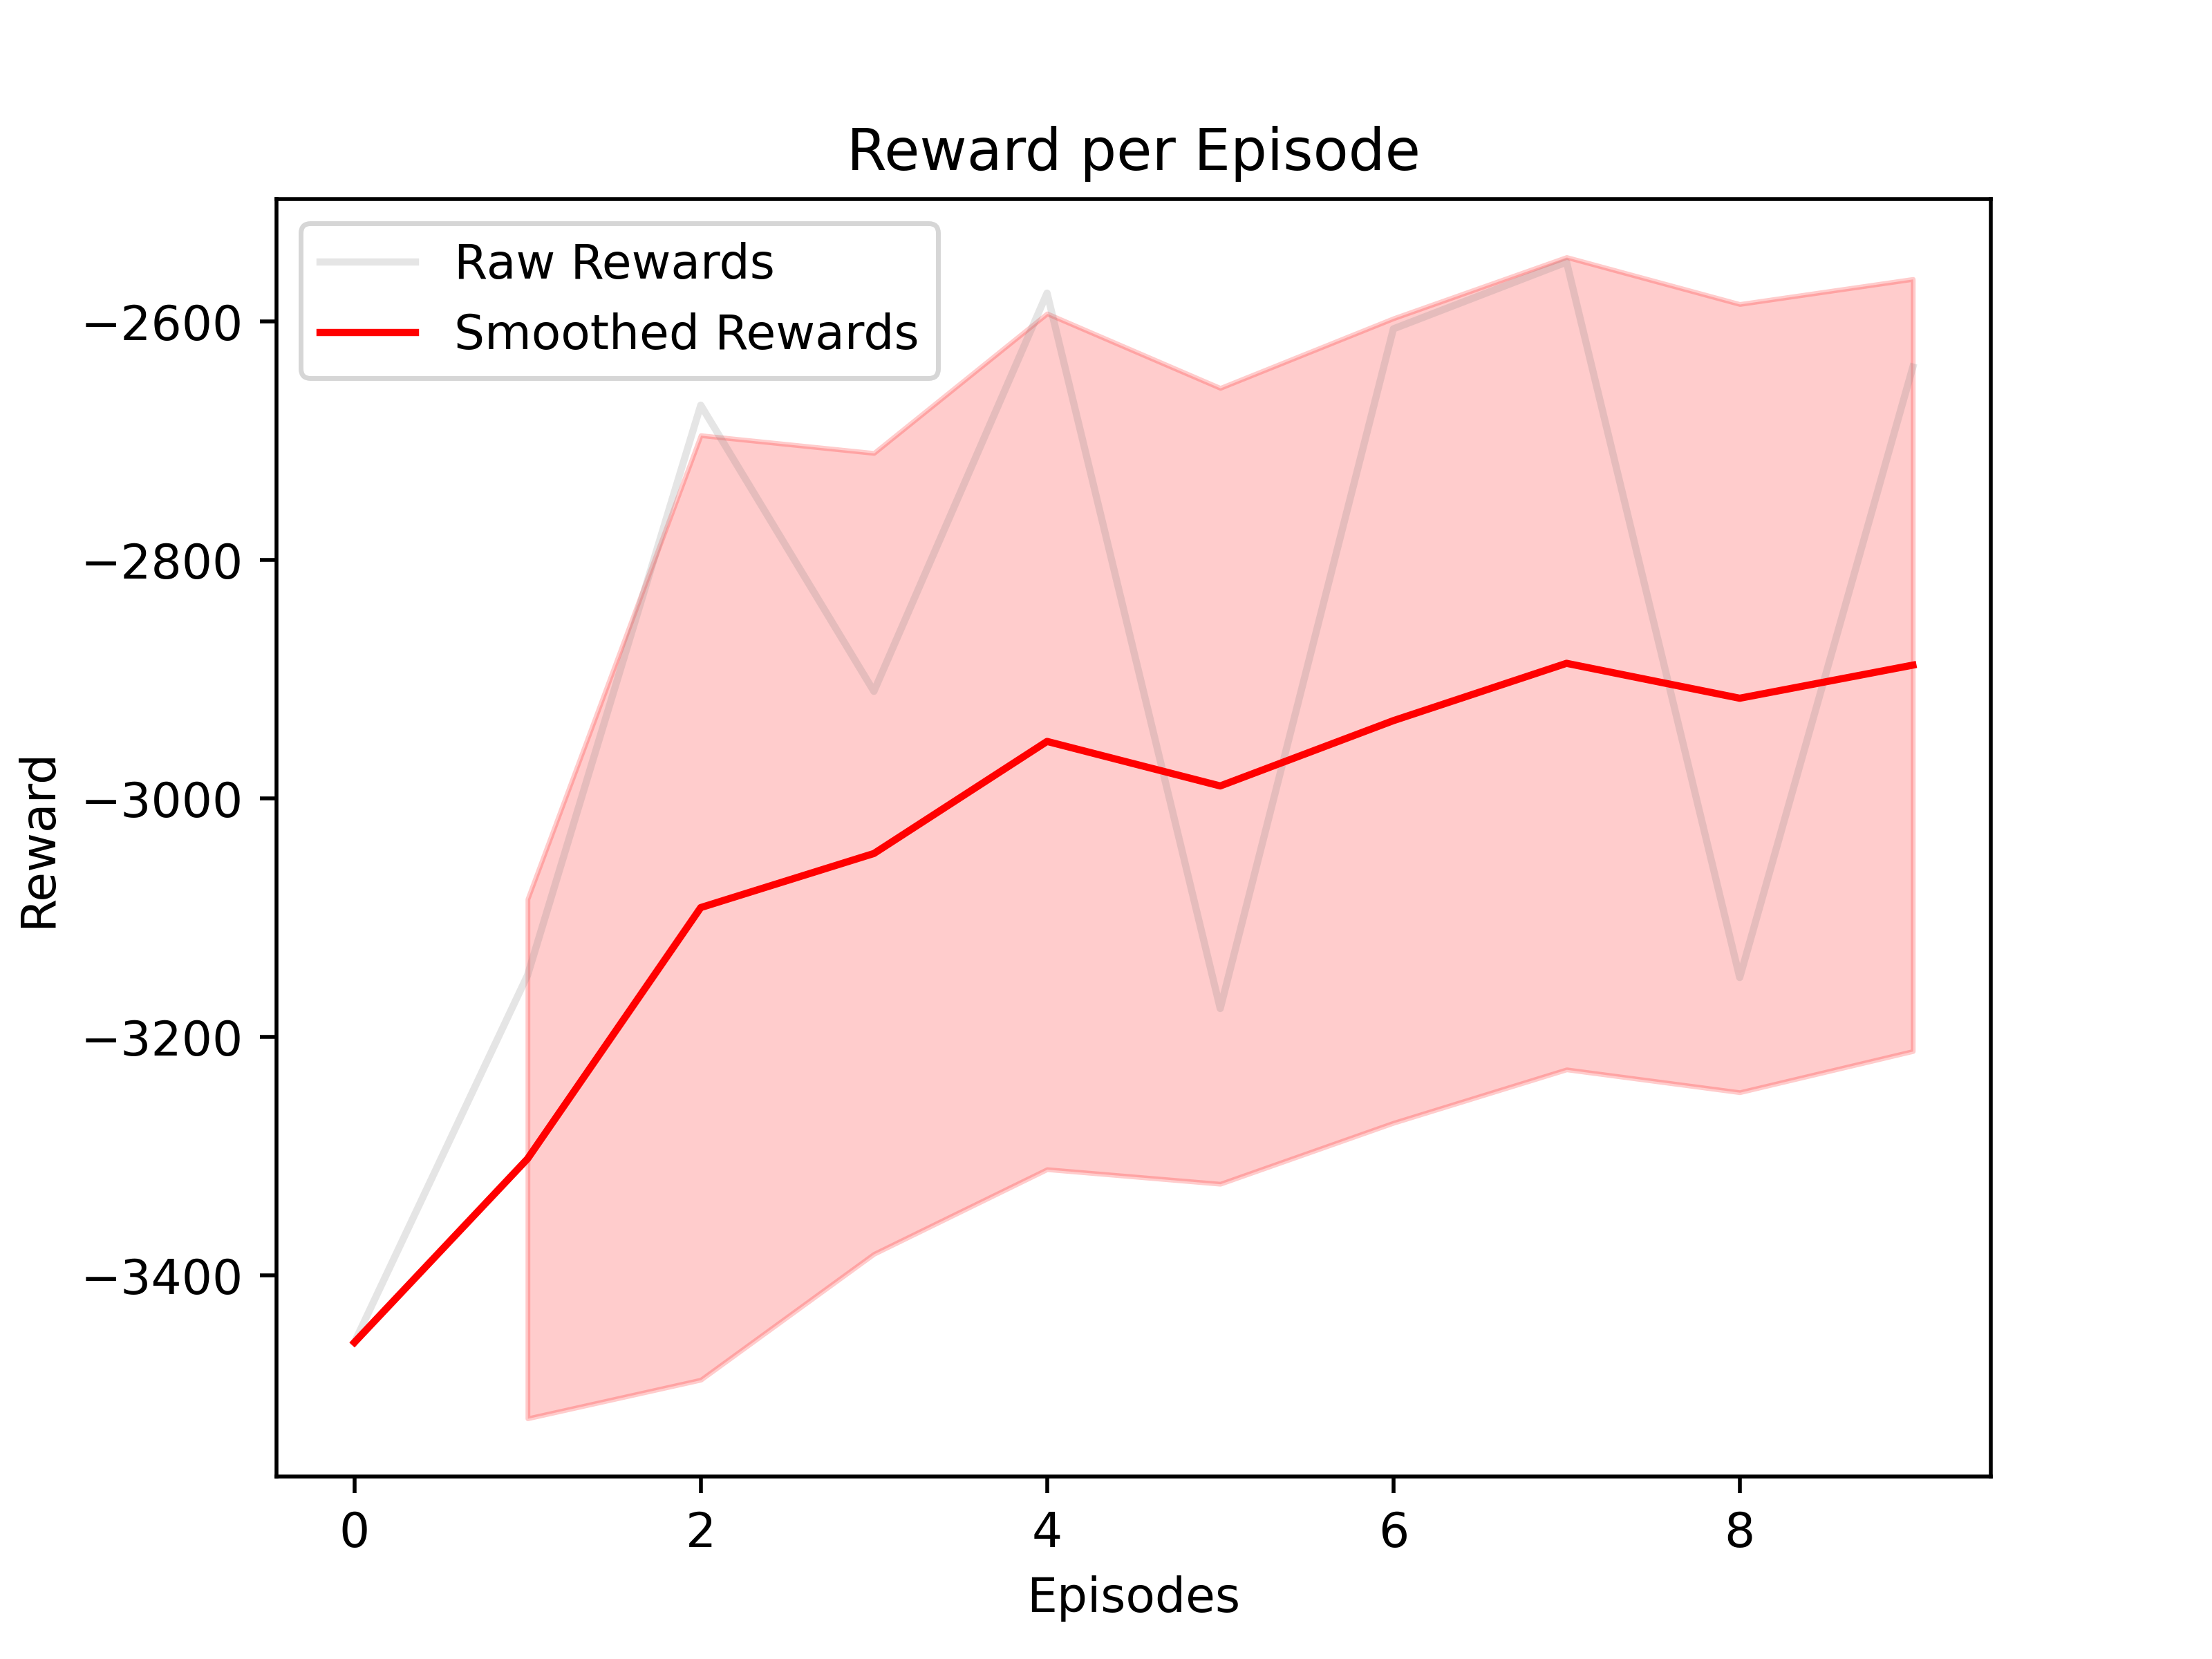 Reward per Episode
Raw Rewards
Smoothed Rewards
−2600
−2800
−3000
−3200
−3400
Reward
0 2 4 6 8
Episodes